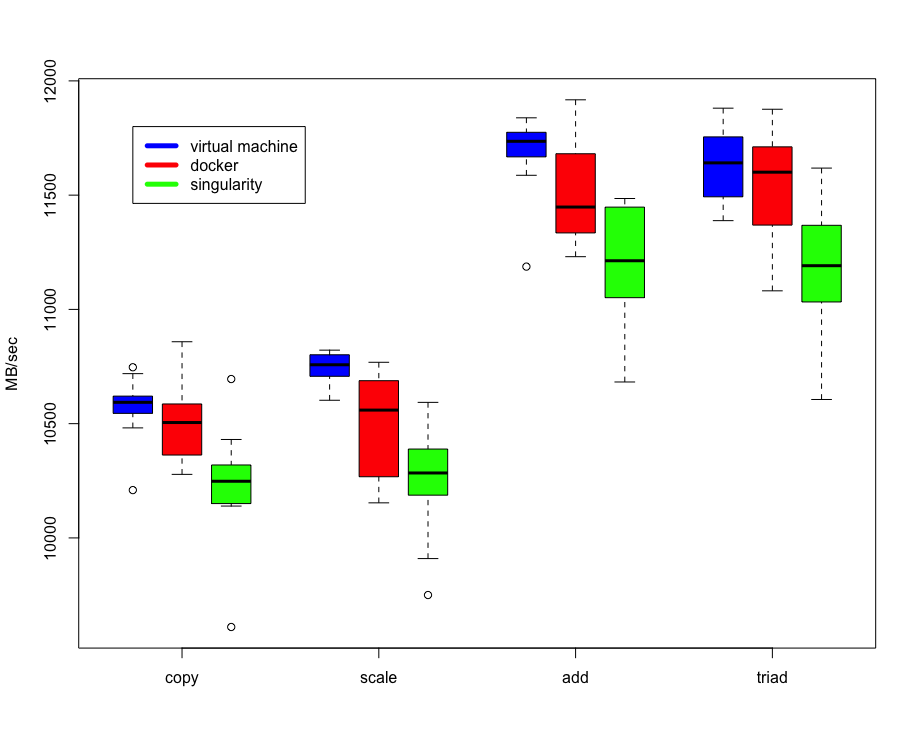 12000
11500
11000
10500
10000
MB/sec
virtual machine
docker
singularity
copy
scale
add
triad